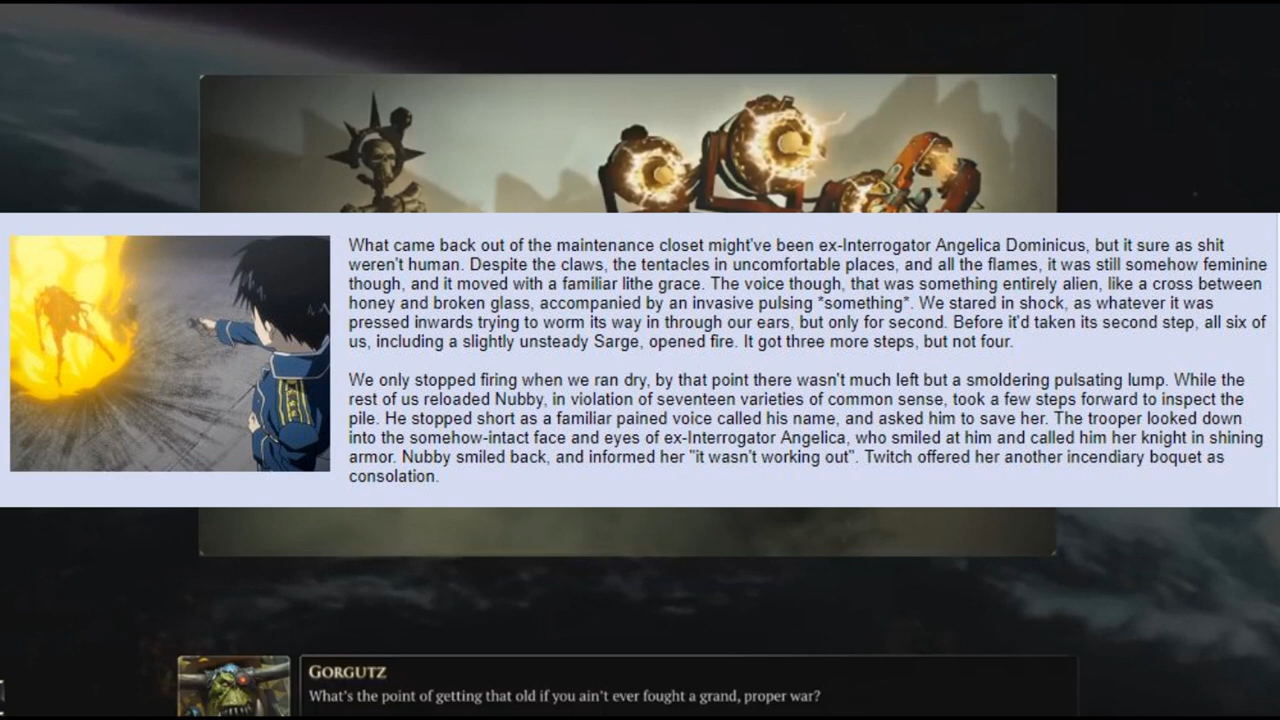 What came back out of the maintenance closet might've been ex-Interrogator Angelica Dominicus, but it sure as shit
weren't human. Despite the claws, the tentacles in uncomfortable places, and all the flames, it was still somehow feminine
though, and it moved with a familiar lithe grace. The voice though, that was something entirely alien, like a cross between
honey and broken glass, accompanied by an invasive pulsing *something*. We stared in shock, as whatever it was
pressed inwards trying to worm its way in through our ears, but only for second. Before it'd taken its second step, all six of
us, including a slightly unsteady Sarge, opened fire. It got three more steps, but not four.
We only stopped firing when we ran dry, by that point there wasn't much left but a smoldering pulsating lump. While the
rest of us reloaded Nubby, in violation of seventeen varieties of common sense, took a few steps forward to inspect the
pile. He stopped short as a familiar pained voice called his name, and asked him to save her. The trooper looked down
into the somehow-intact face and eyes of ex-Interrogator Angelica, who smiled at him and called him her knight in shining
armor. Nubby smiled back, and informed her "it wasn't working out". Twitch offered her another incendiary boquet as
consolation.
GORGUTZ
What's the point of getting that old if you ain't ever fought a grand, proper war?